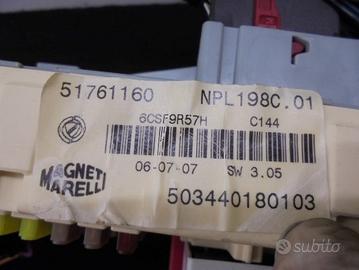 51761160 NPL198C.01
6CSF9R57H C144
06-07-07 SW 3.05
MAGNETI
MARELLI
503440180103
subito